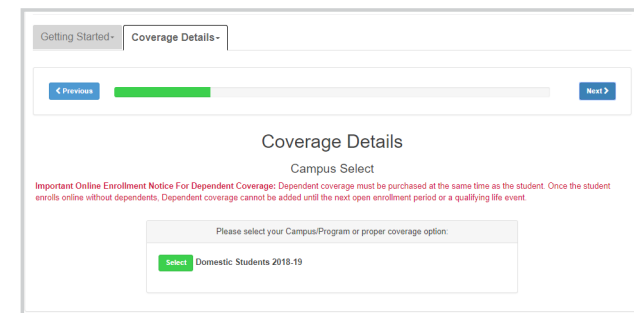 Getting Started
Coverage Details
Previous
Next
Coverage Details
Campus Select
Important Online Enrollment Notice For Dependent Coverage: Dependent coverage must be purchased at the same time as the student. Once the student
enrolls online without dependents, Dependent coverage cannot be added until the next open enrollment period or a qualifying life event.
Please select your Campus/Program or proper coverage option:
Select Domestic Students 2018-19